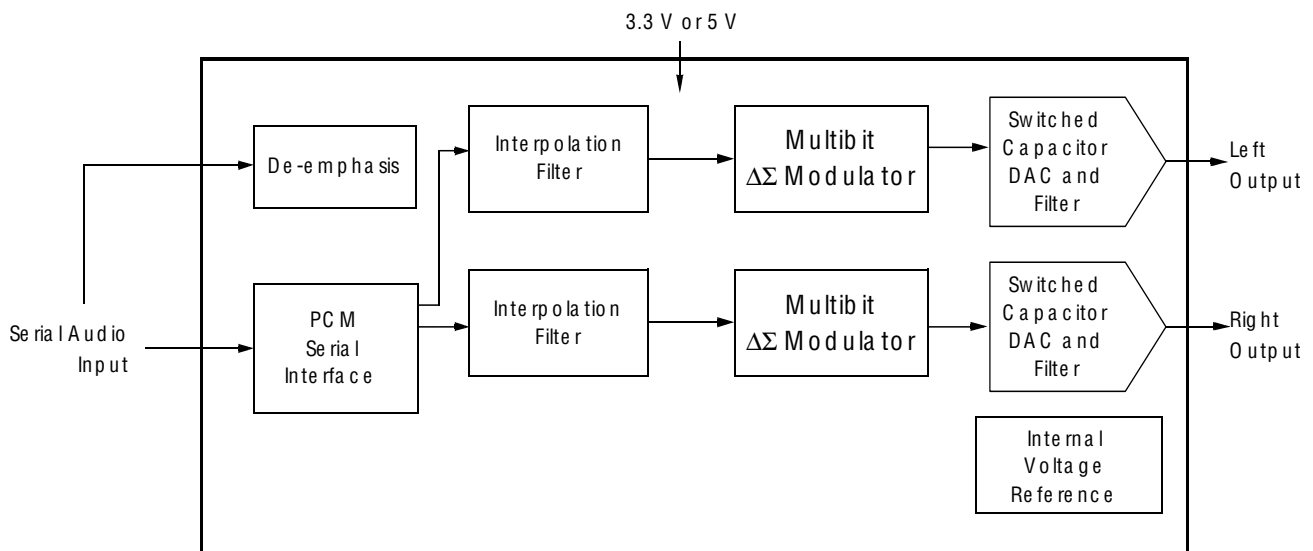 3.3 V or 5 V
De-emphasis
Interpolation
Filter
Multibit
ΔΣ Modulator
Switched
Capacitor
DAC and
Filter
Left
Output
Serial Audio
Input
PCM
Serial
Interface
Interpolation
Filter
Multibit
ΔΣ Modulator
Switched
Capacitor
DAC and
Filter
Right
Output
Internal
Voltage
Reference